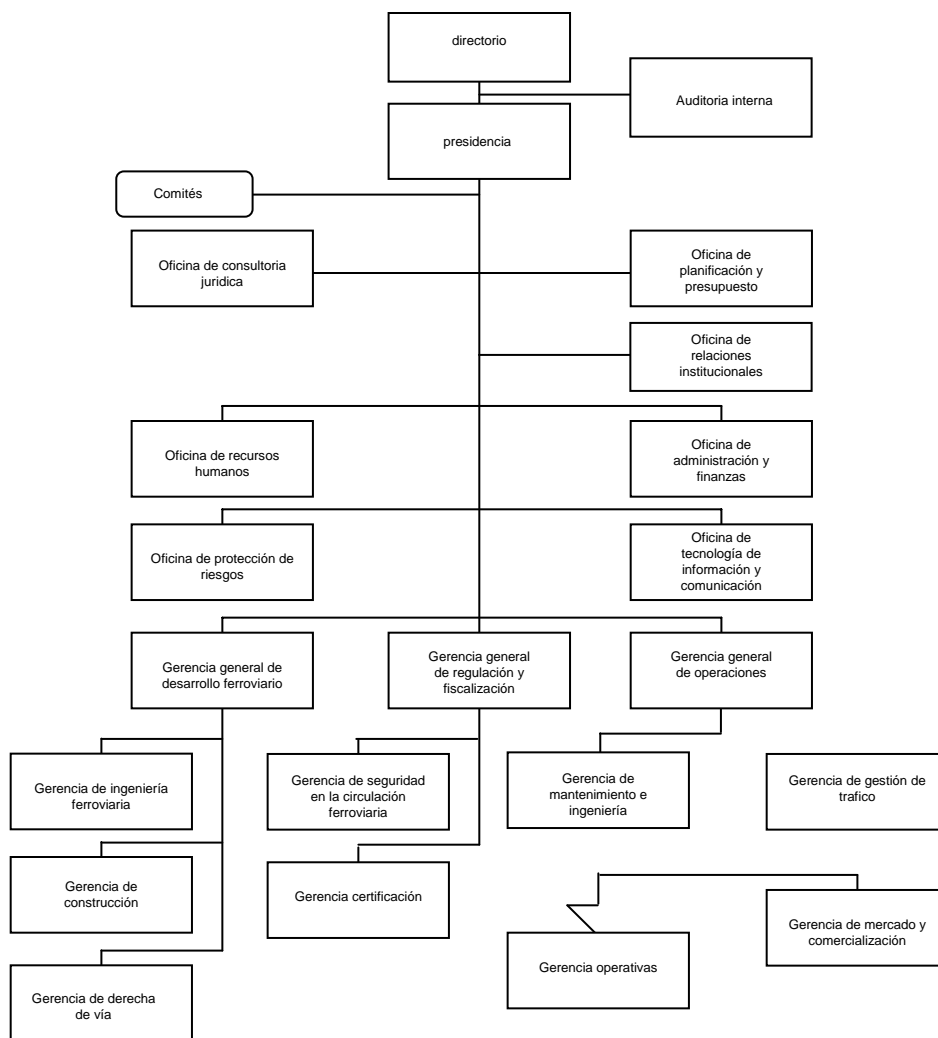 directorio
Auditoria interna
presidencia
Comités
Oficina de consultoria
juridica
Oficina de
planificación y
presupuesto
Oficina de
relaciones
institucionales
Oficina de recursos
humanos
Oficina de
administración y
finanzas
Oficina de protección de
riesgos
Oficina de
tecnología de
información y
comunicación
Gerencia general de
desarrollo ferroviario
Gerencia general
de regulación y
fiscalización
Gerencia general
de operaciones
Gerencia de ingeniería
ferroviaria
Gerencia de seguridad
en la circulación
ferroviaria
Gerencia de
mantenimiento e
ingeniería
Gerencia de gestión de
trafico
Gerencia de
construcción
Gerencia certificación
Gerencia de mercado y
comercialización
Gerencia operativas
Gerencia de derecha
de vía